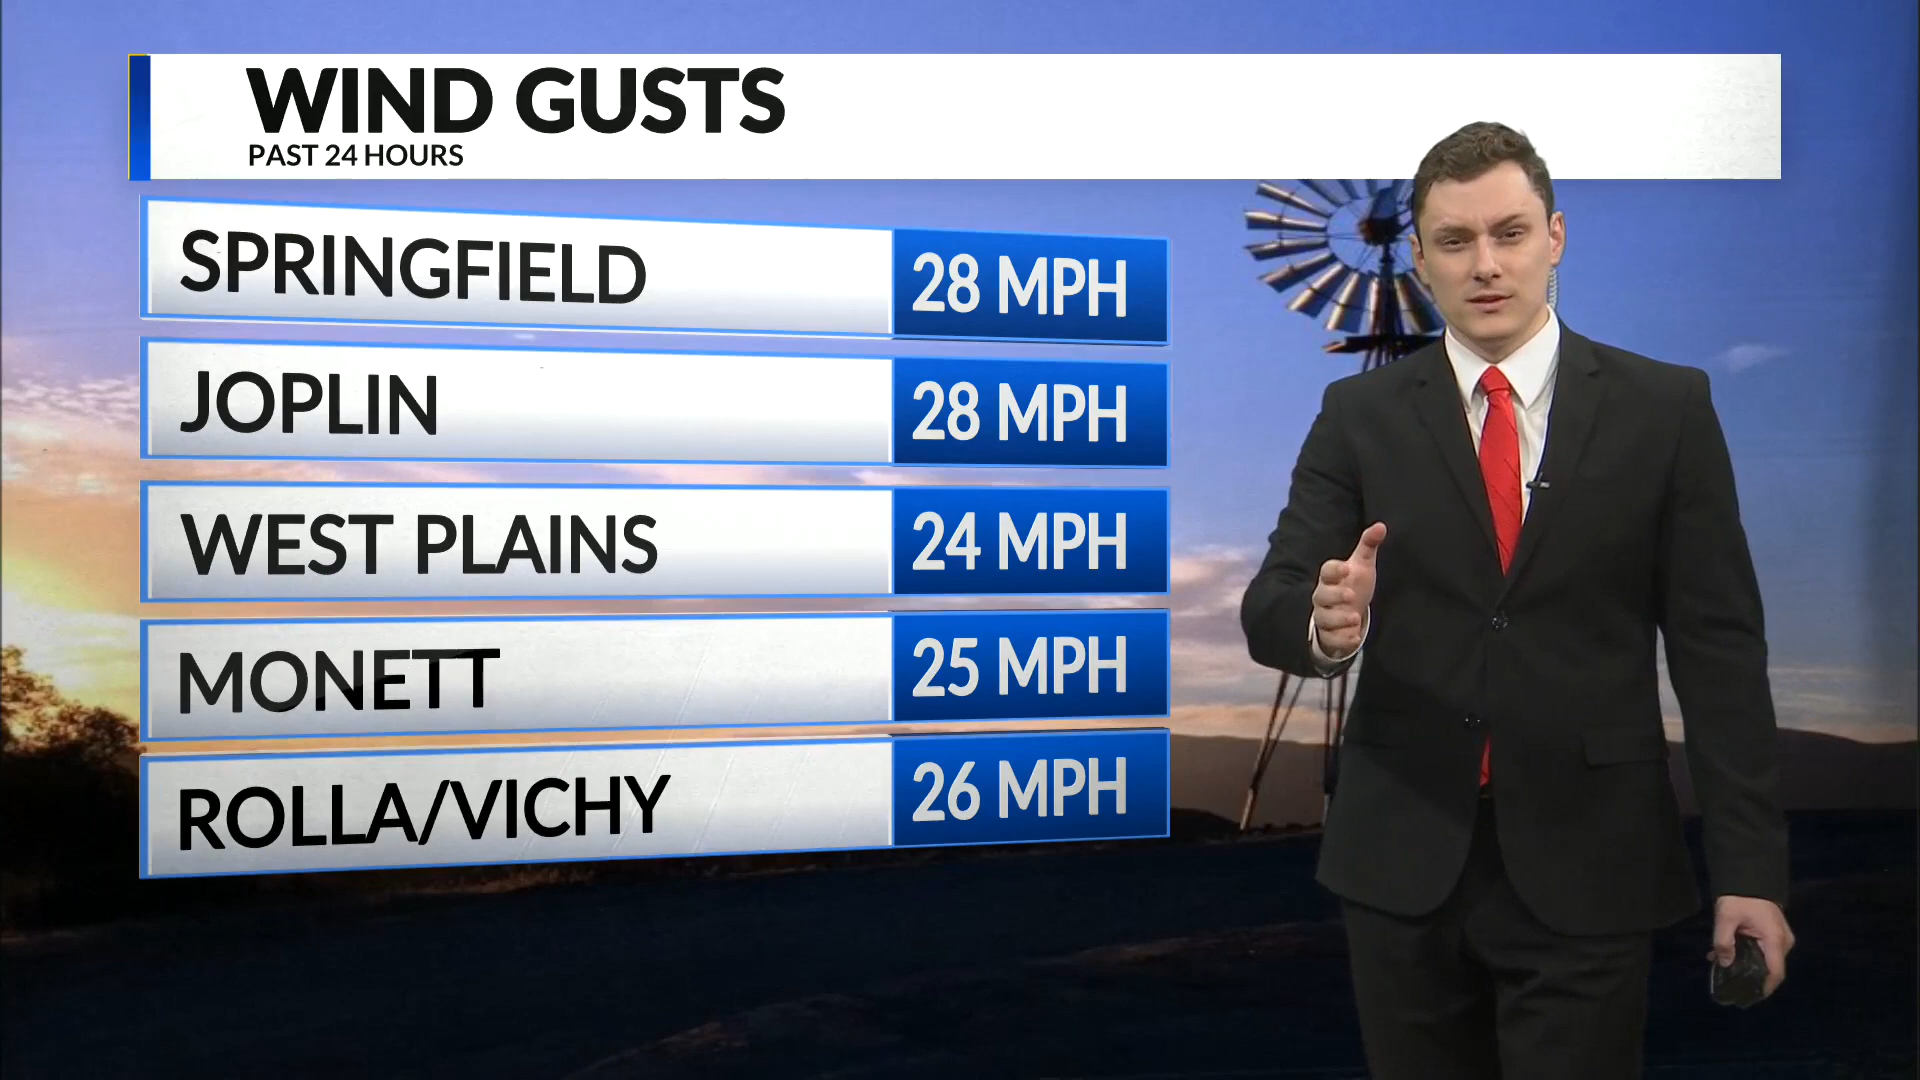 WIND GUSTS
PAST 24 HOURS
SPRINGFIELD 28 MPH
JOPLIN 28 MPH
WEST PLAINS 24 MPH
MONETT 25 MPH
ROLLA/VICHY 26 MPH